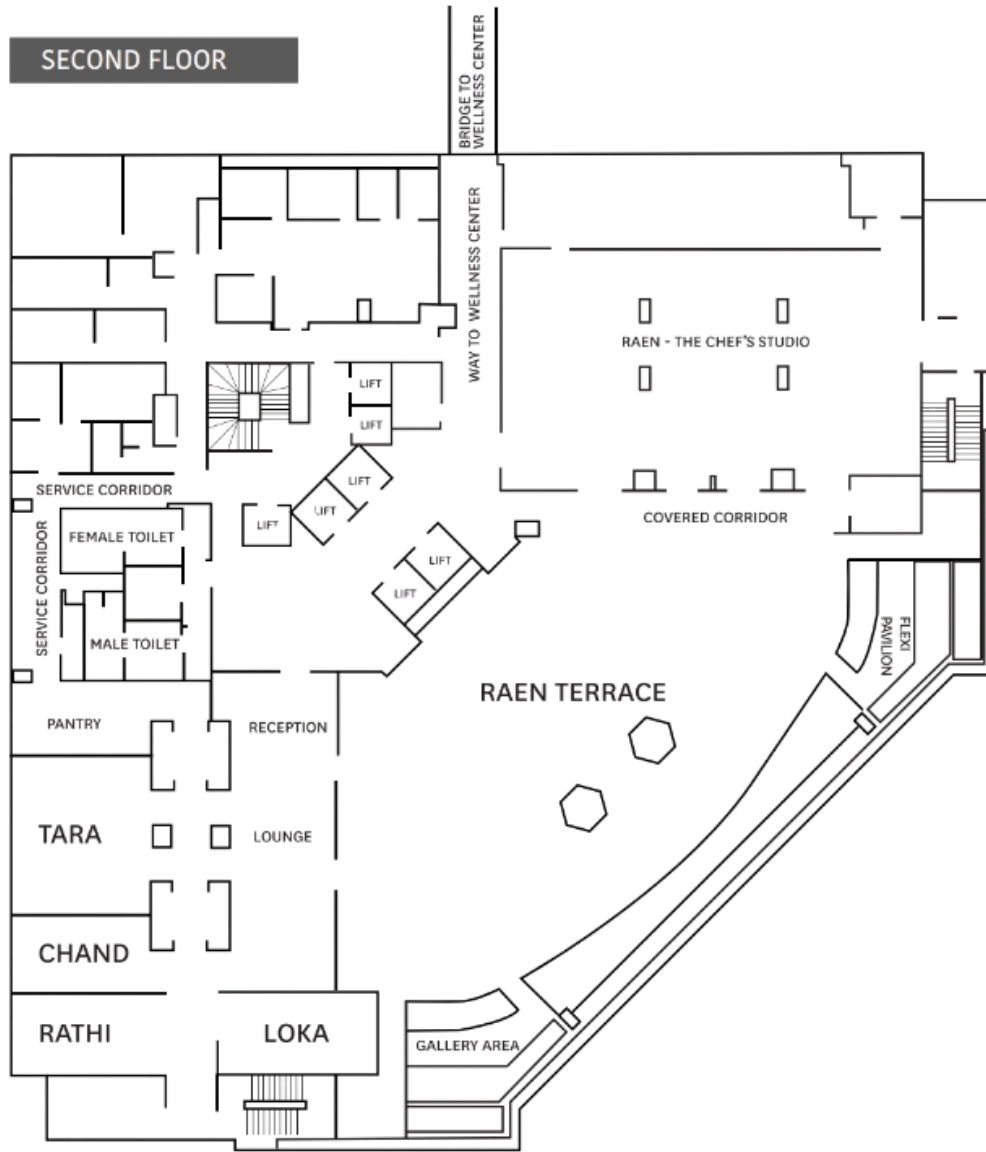 SECOND FLOOR
BRIDGE TO
WELLNESS CENTER
WAY TO WELLNESS CENTER
RAEN - THE CHEF'S STUDIO
LIFT
LIFT
LIFT
LIFT
LIFT
SERVICE CORRIDOR
COVERED CORRIDOR
FEMALE TOILET
SERVICE CORRIDOR
LIFT
LIFT
MALE TOILET
FLEXI
PAVILION
RAEN TERRACE
PANTRY
RECEPTION
TARA
LOUNGE
CHAND
RATHI
LOKA
GALLERY AREA